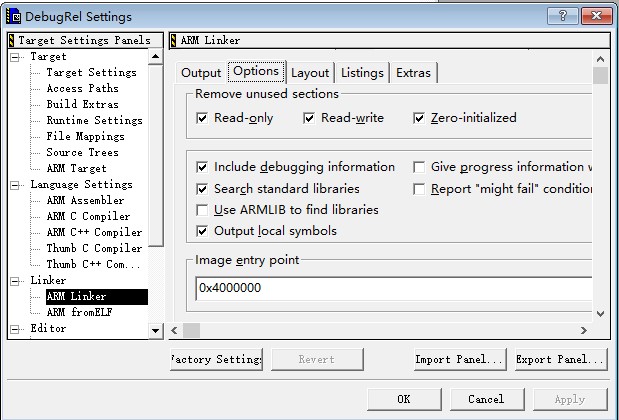 DebugRel Settings
Target Settings Panels
Target
Target Settings
Access Paths
Build Extras
Runtime Settings
File Mappings
Source Trees
ARM Target
Language Settings
ARM Assembler
ARM C Compiler
ARM C++ Compiler
Thumb C Compiler
Thumb C++ Com...
Linker
ARM Linker
ARM fromELF
Editor
ARM Linker
Output Options Layout Listings Extras
Remove unused sections
Read-only Read-write Zero-initialized
Include debugging information Give progress information
Search standard libraries Report "might fail"
Use ARMLIB to find libraries
Output local symbols
Image entry point
0x4000000
Factory Settings Revert Import Panel... Export Panel...
OK Cancel Apply